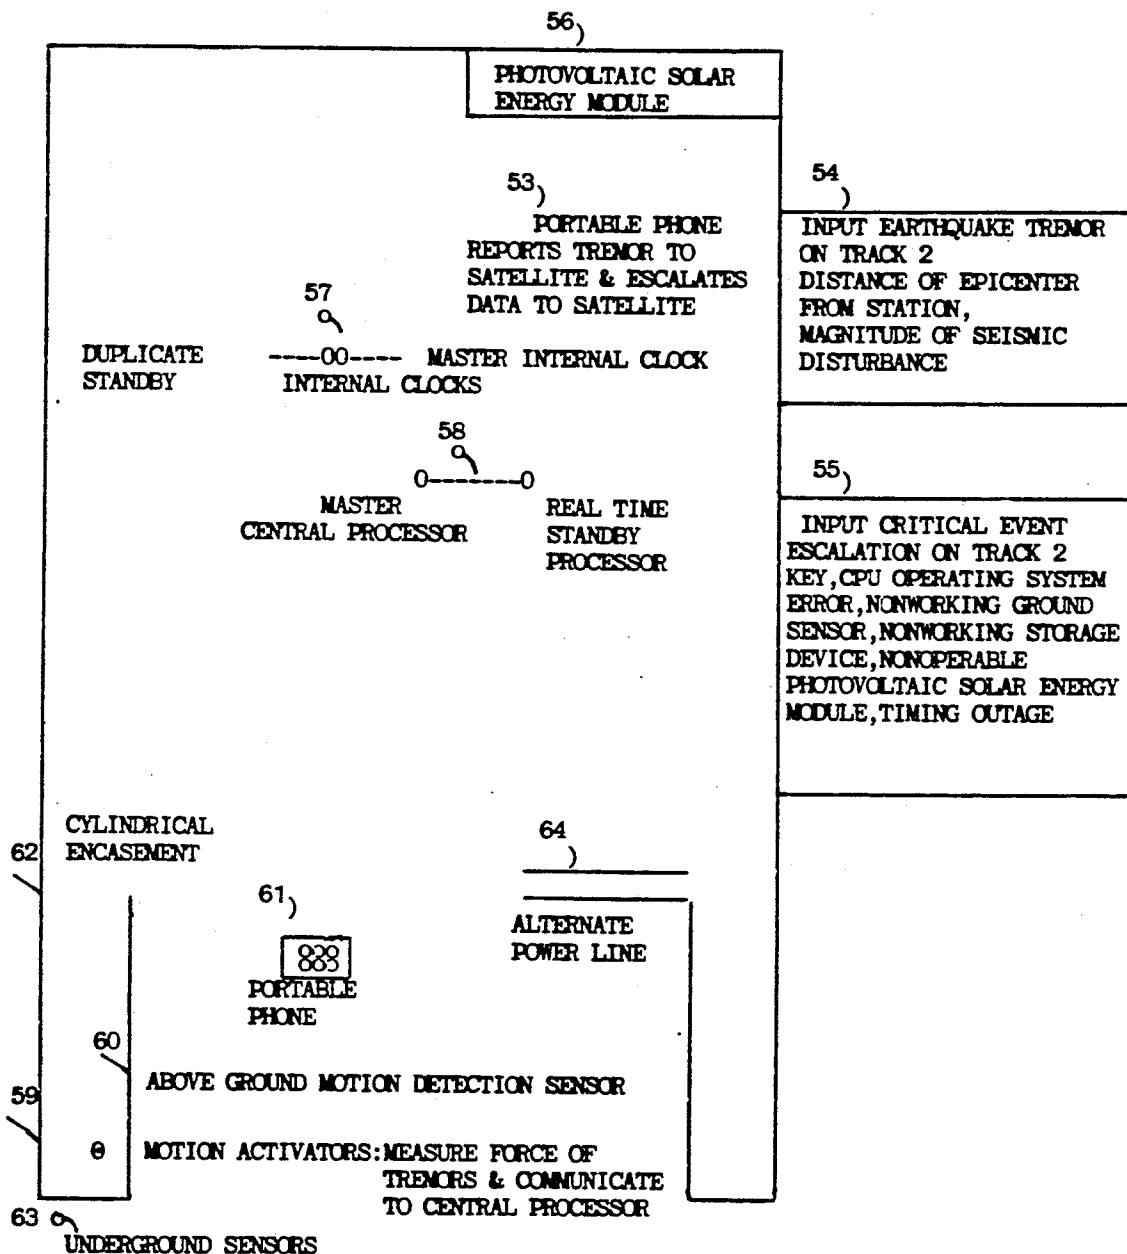 56
PHOTOVOLTAIC SOLAR
ENERGY MODULE
53
PORTABLE PHONE
REPORTS TREMOR TO
SATELLITE & ESCALATES
DATA TO SATELLITE
54
INPUT EARTHQUAKE TREMOR
ON TRACK 2
DISTANCE OF EPICENTER
FROM STATION,
MAGNITUDE OF SEISMIC
DISTURBANCE
57
DUPLICATE
STANDBY
----OO----
INTERNAL CLOCKS
MASTER INTERNAL CLOCK
58
O-------O
MASTER
CENTRAL PROCESSOR
REAL TIME
STANDBY
PROCESSOR
55
INPUT CRITICAL EVENT
ESCALATION ON TRACK 2
KEY,CPU OPERATING SYSTEM
ERROR,NONWORKING GROUND
SENSOR,NONWORKING STORAGE
DEVICE,NONOPERABLE
PHOTOVOLTAIC SOLAR ENERGY
MODULE,TIMING OUTAGE
CYLINDRICAL
ENCASEMENT
62
64
ALTERNATE
POWER LINE
61
PORTABLE
PHONE
60
ABOVE GROUND MOTION DETECTION SENSOR
59
MOTION ACTIVATORS:MEASURE FORCE OF
TREMORS & COMMUNICATE
TO CENTRAL PROCESSOR
63
UNDERGROUND SENSORS